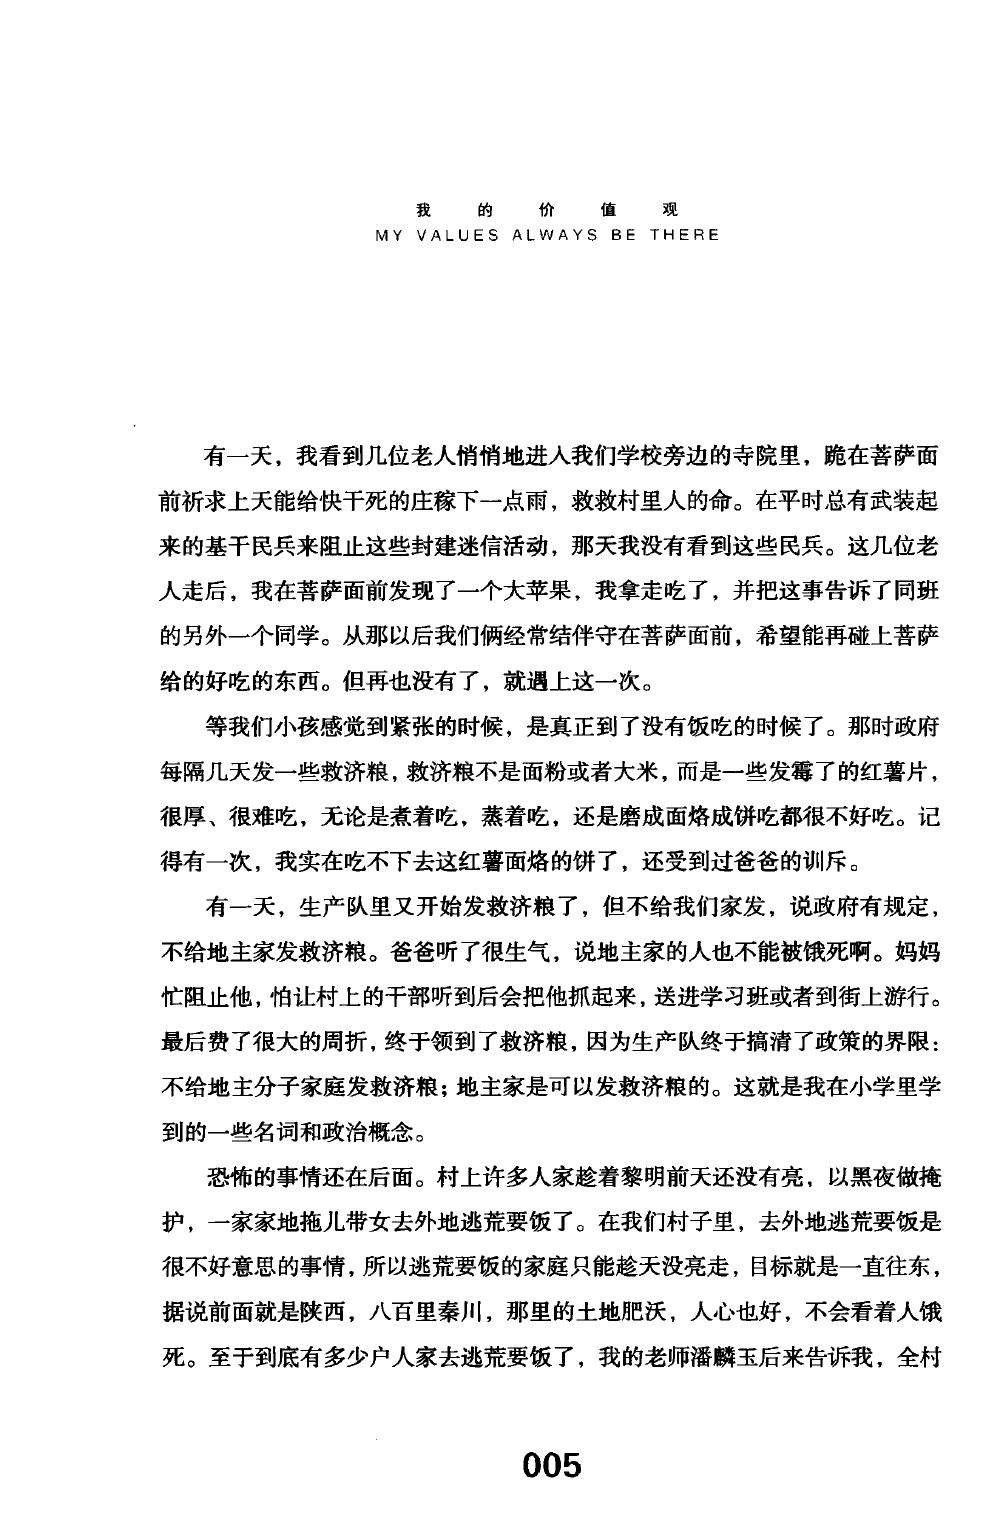 我的价值观
MY VALUES ALWAYS BE THERE
有一天，我看到几位老人悄悄地进入我们学校旁边的寺院里，跪在菩萨面
前祈求上天能给快干死的庄稼下一点雨，救救村里人的命。在平时总有武装起
来的基干民兵来阻止这些封建迷信活动，那天我没有看到这些民兵。这几位老
人走后，我在菩萨面前发现了一个大苹果，我拿走吃了，并把这事告诉了同班
的另外一个同学。从那以后我们俩经常结伴守在菩萨面前，希望能再碰上菩萨
给的好吃的东西。但再也没有了，就遇上这一次。
等我们小孩感觉到紧张的时候，是真正到了没有饭吃的时候了。那时政府
每隔几天发一些救济粮，救济粮不是面粉或者大米，而是一些发霉了的红薯片，
很厚、很难吃，无论是煮着吃，蒸着吃，还是磨成面烙成饼吃都很不好吃。记
得有一次，我实在吃不下去这红薯面烙的饼了，还受到过爸爸的训斥。
有一天，生产队里又开始发救济粮了，但不给我们家发，说政府有规定，
不给地主家发救济粮。爸爸听了很生气，说地主家的人也不能被饿死啊。妈妈
忙阻止他，怕让村上的干部听到后会把他抓起来，送进学习班或者到街上游行。
最后费了很大的周折，终于领到了救济粮，因为生产队终于搞清了政策的界限：
不给地主分子家庭发救济粮；地主家是可以发救济粮的。这就是我在小学里学
到的一些名词和政治概念。
恐怖的事情还在后面。村上许多人家趁着黎明前天还没有亮，以黑夜做掩
护，一家家地拖儿带女去外地逃荒要饭了。在我们村子里，去外地逃荒要饭是
很不好意思的事情，所以逃荒要饭的家庭只能趁天没亮走，目标就是一直往东，
据说前面就是陕西，八百里秦川，那里的土地肥沃，人心也好，不会看着人饿
死。至于到底有多少户人家去逃荒要饭了，我的老师潘麟玉后来告诉我，全村
005